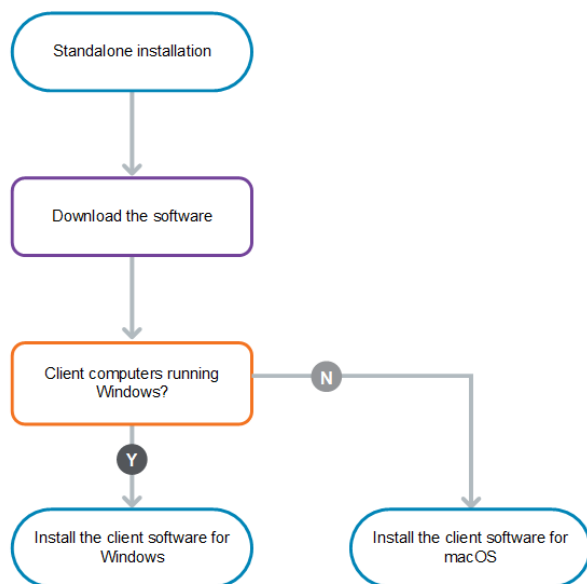 Standalone installation
Download the software
Client computers running
Windows?
N
Y
Install the client software for
Windows
Install the client software for
macOS